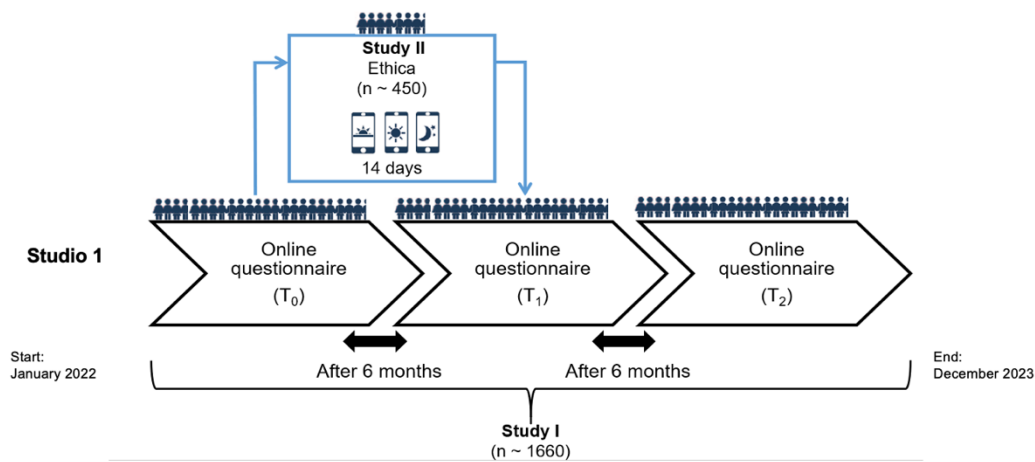 Study II
Ethica
(n ~ 450)
14 days
Studio 1
Online
questionnaire
(T₀)
Online
questionnaire
(T₁)
Online
questionnaire
(T₂)
Start:
January 2022
After 6 months
After 6 months
End:
December 2023
Study I
(n ~ 1660)